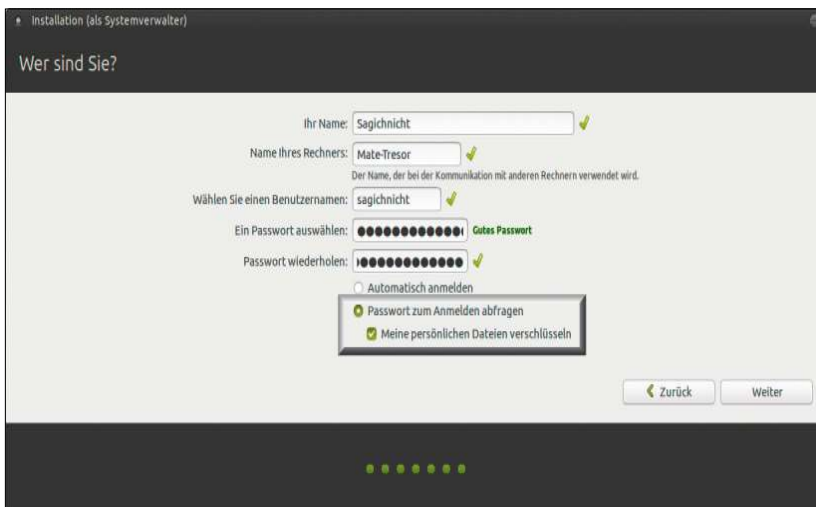 Installation (als Systemverwalter)
Wer sind Sie?
Ihr Name: Sagichnicht
Name Ihres Rechners: Mate-Tresor
Der Name, der bei der Kommunikation mit anderen Rechnern verwendet wird.
Wählen Sie einen Benutzernamen: sagichnicht
Ein Passwort auswählen: Gutes Passwort
Passwort wiederholen:
Automatisch anmelden
Passwort zum Anmelden abfragen
Meine persönlichen Dateien verschlüsseln
Zurück Weiter